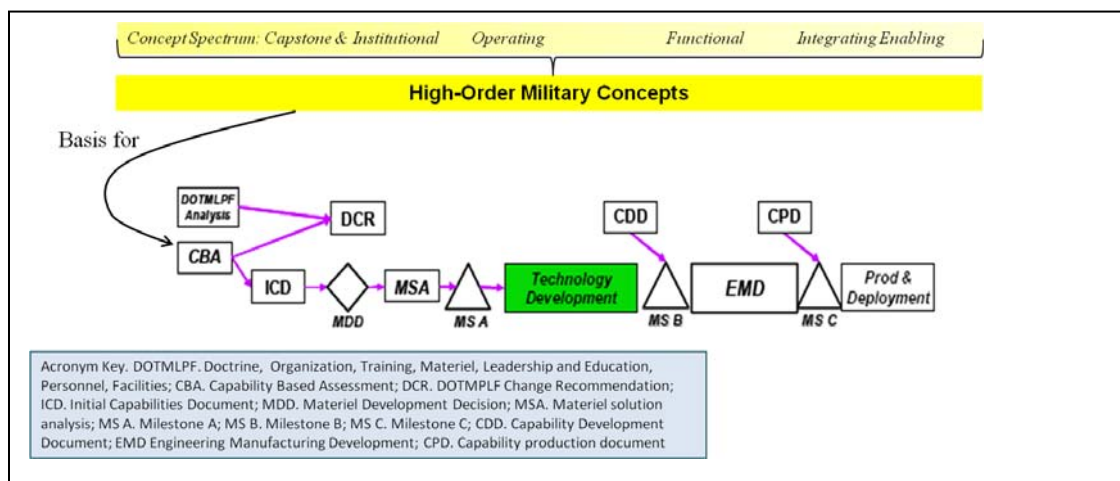 Concept Spectrum: Capstone & Institutional Operating Functional Integrating Enabling
High-Order Military Concepts
Basis for
DOTMLPF
Analysis
DCR
CBA
ICD
MDD
MSA
MS A
Technology
Development
CDD
MS B
EMD
CPD
MS C
Prod &
Deployment
Acronym Key. DOTMLPF. Doctrine, Organization, Training, Materiel, Leadership and Education,
Personnel, Facilities; CBA. Capability Based Assessment; DCR. DOTMPLF Change Recommendation;
ICD. Initial Capabilities Document; MDD. Materiel Development Decision; MSA. Materiel solution
analysis; MS A. Milestone A; MS B. Milestone B; MS C. Milestone C; CDD. Capability Development
Document; EMD Engineering Manufacturing Development; CPD. Capability production document